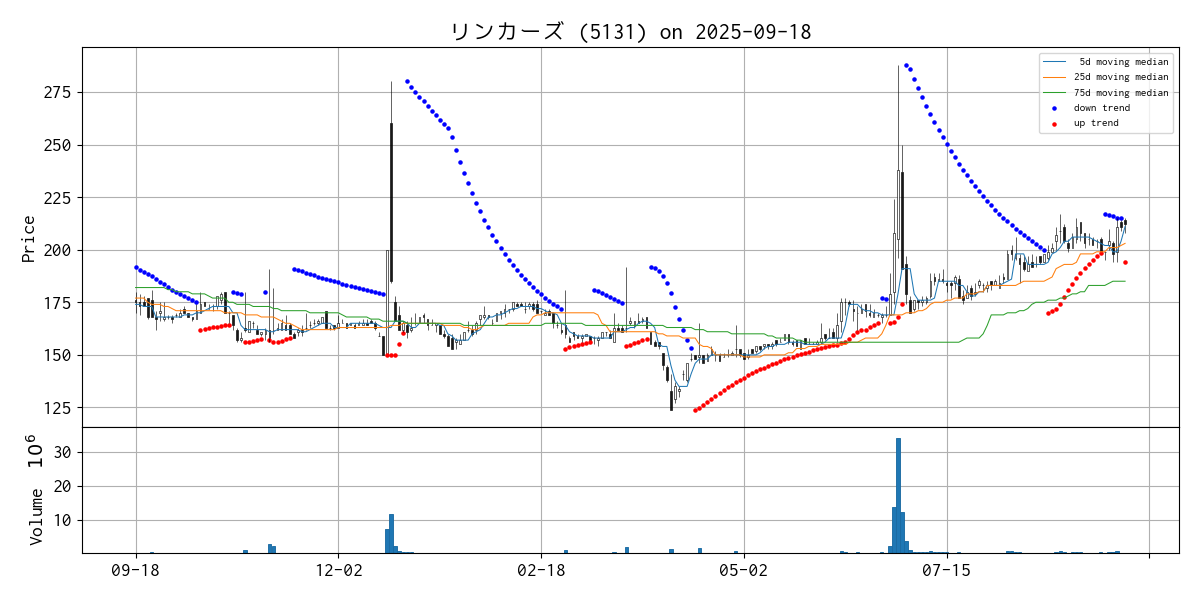 リンカーズ (5131) on 2025-09-18
5d moving median
25d moving median
75d moving median
down trend
up trend
Price
275
250
225
200
175
150
125
Volume 10^6
30
20
10
09-18
12-02
02-18
05-02
07-15